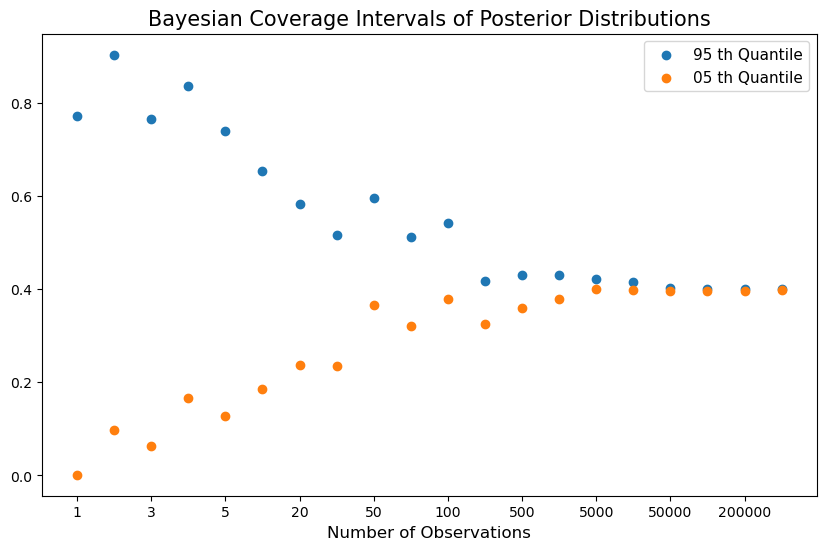 Bayesian Coverage Intervals of Posterior Distributions
95 th Quantile
05 th Quantile
0.8
0.6
0.4
0.2
0.0
1 3 5 20 50 100 500 5000 50000 200000
Number of Observations